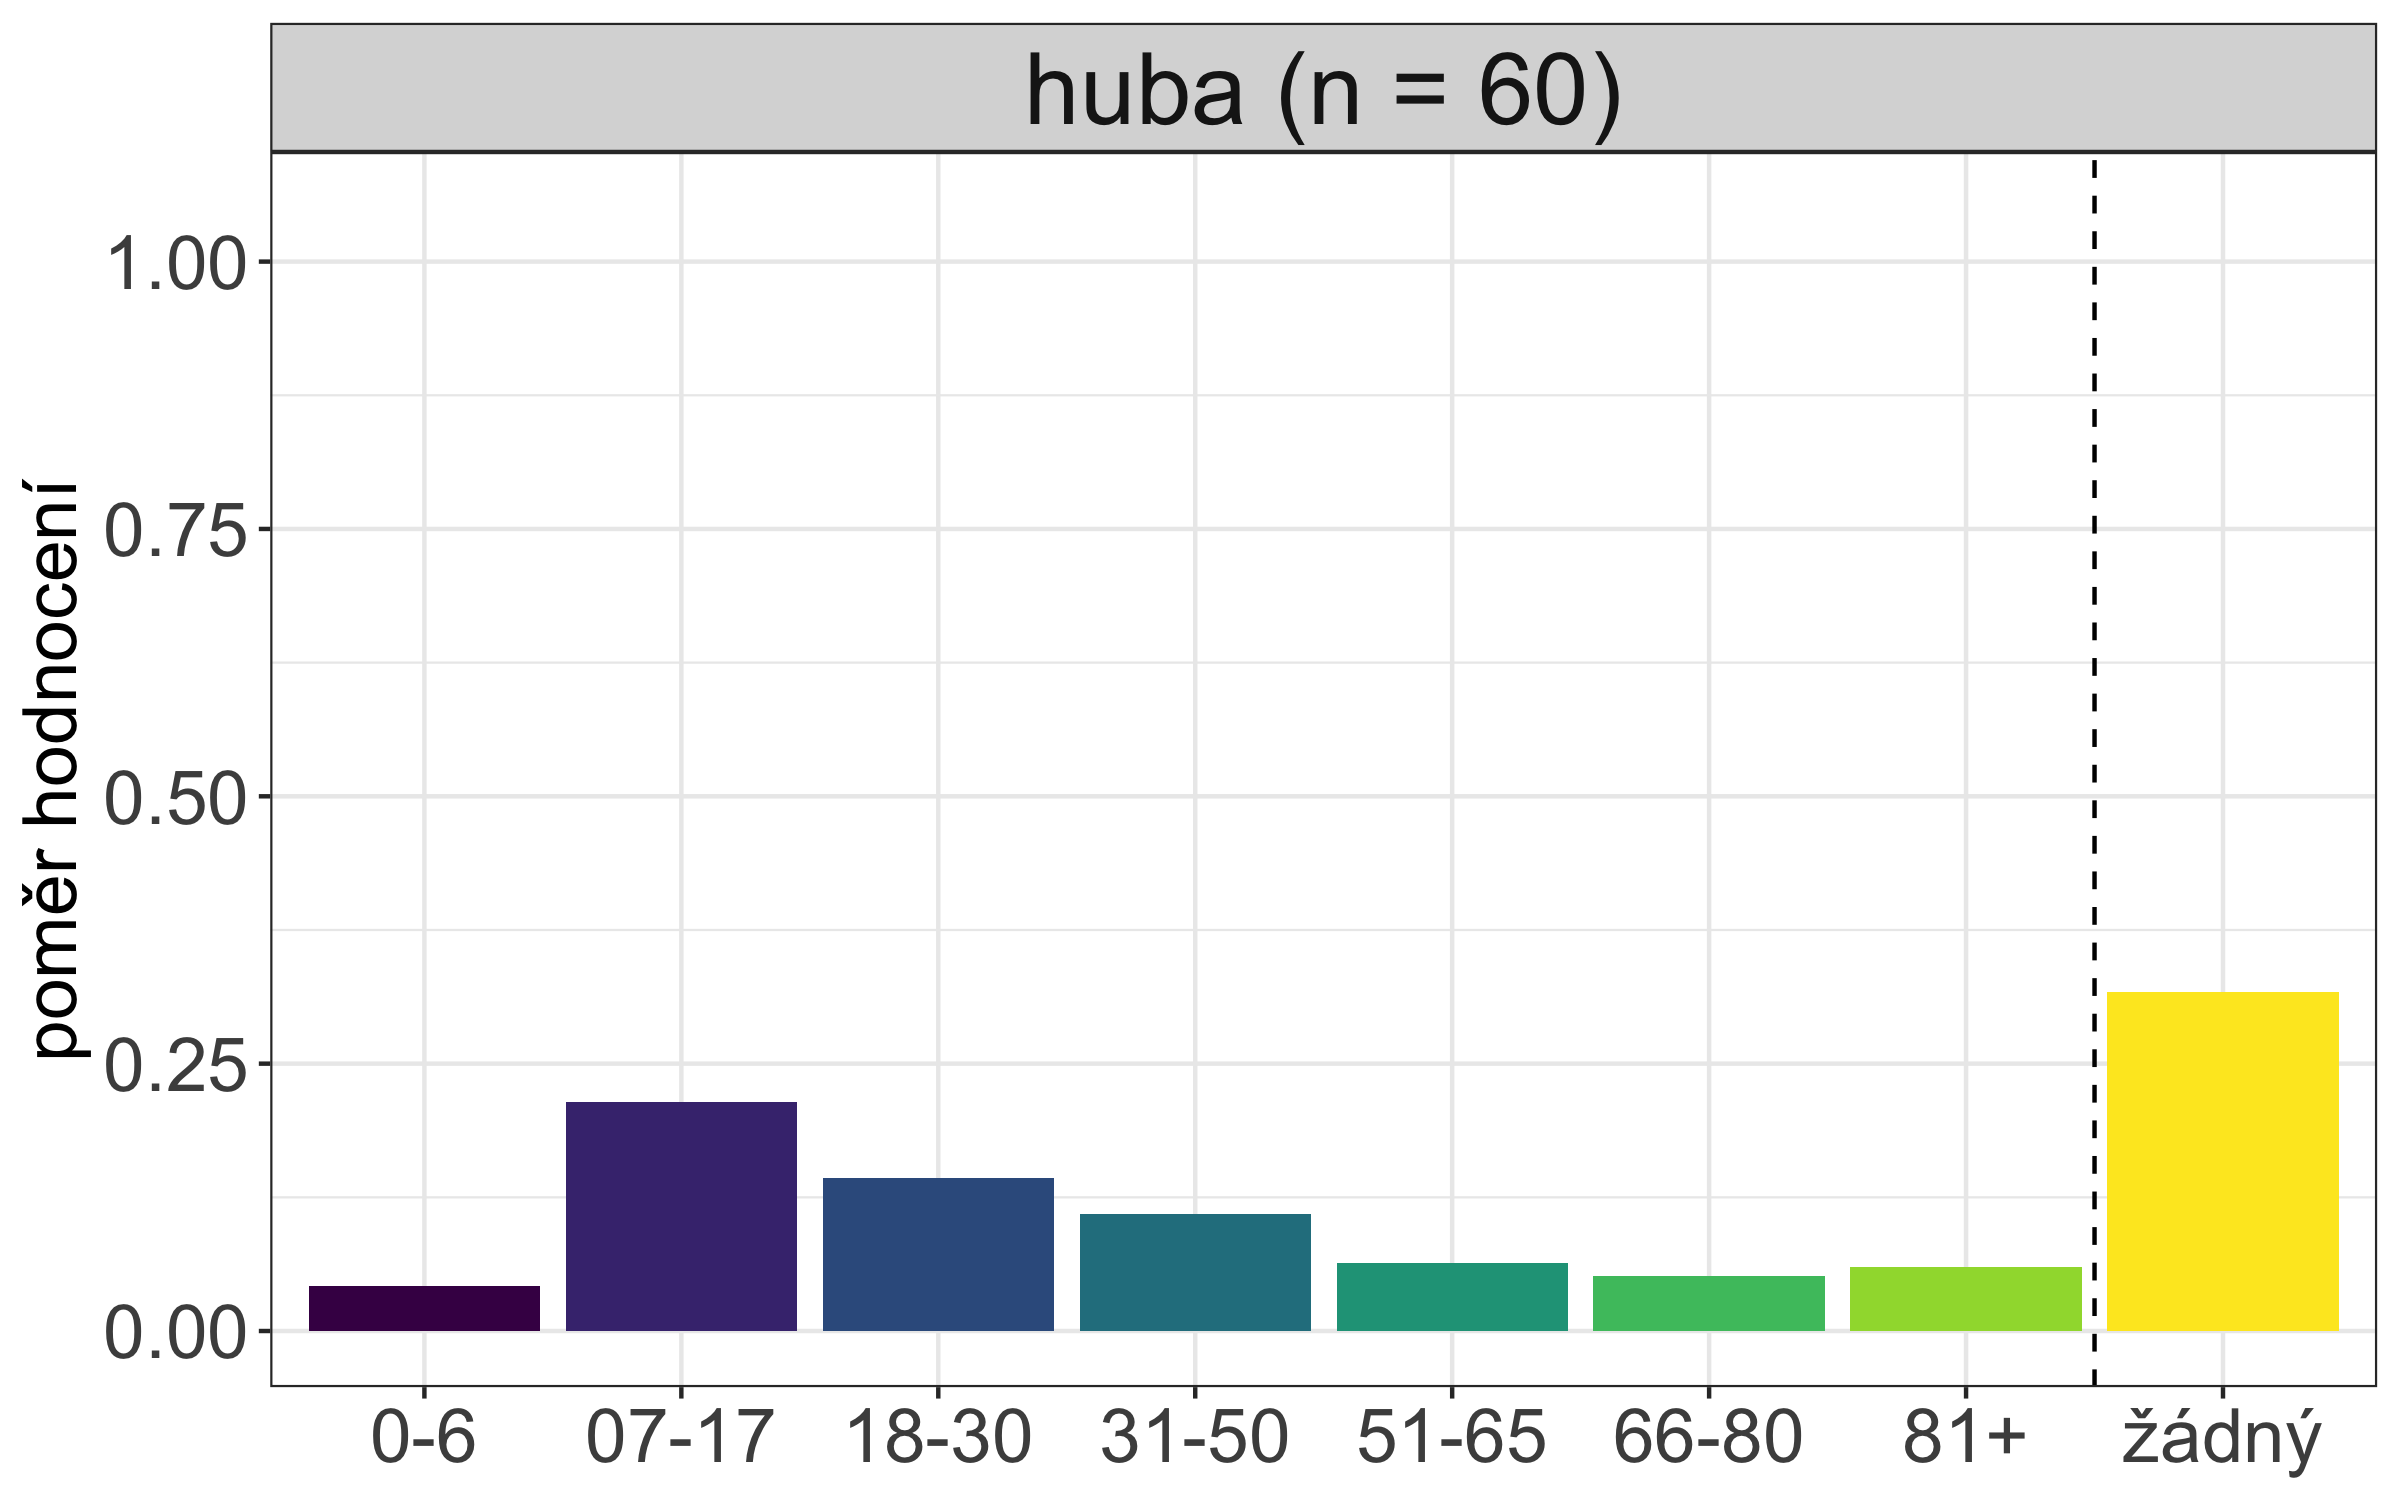 huba (n = 60)
poměr hodnocení
1.00
0.75
0.50
0.25
0.00
0-6 07-17 18-30 31-50 51-65 66-80 81+ žádný